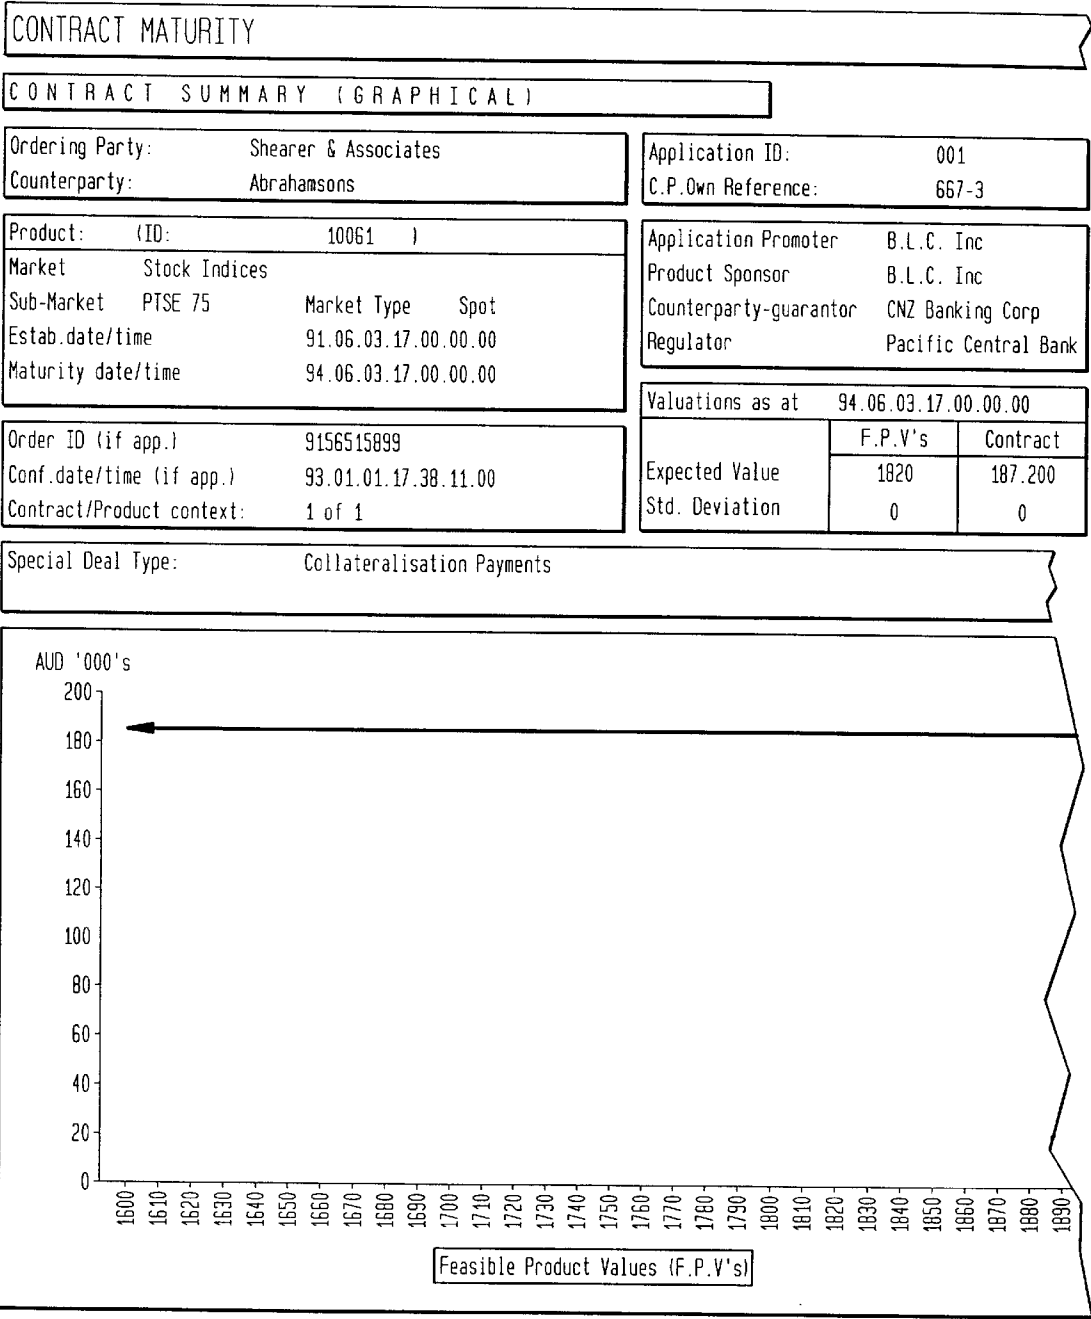 CONTRACT MATURITY
CONTRACT SUMMARY (GRAPHICAL)
Ordering Party: Shearer & Associates
Counterparty: Abrahamsons
Application ID: 001
C.P.Own Reference: 667-3
Product: (ID: 10061 )
Market Stock Indices
Sub-Market PTSE 75 Market Type Spot
Estab.date/time 91.06.03.17.00.00.00
Maturity date/time 94.06.03.17.00.00.00
Application Promoter B.L.C. Inc
Product Sponsor B.L.C. Inc
Counterparty-guarantor CNZ Banking Corp
Regulator Pacific Central Bank
Order ID (if app.) 9156515899
Conf.date/time (if app.) 93.01.01.17.38.11.00
Contract/Product context: 1 of 1
Valuations as at 94.06.03.17.00.00.00
F.P.V's Contract
Expected Value 1820 187.200
Std. Deviation 0 0
Special Deal Type: Collateralisation Payments
AUD '000's
200
180
160
140
120
100
80
60
40
20
0
1600 1610 1620 1630 1640 1650 1660 1670 1680 1690 1700 1710 1720 1730 1740 1750 1760 1770 1780 1790 1800 1810 1820 1830 1840 1850 1860 1870 1880 1890
Feasible Product Values (F.P.V's)